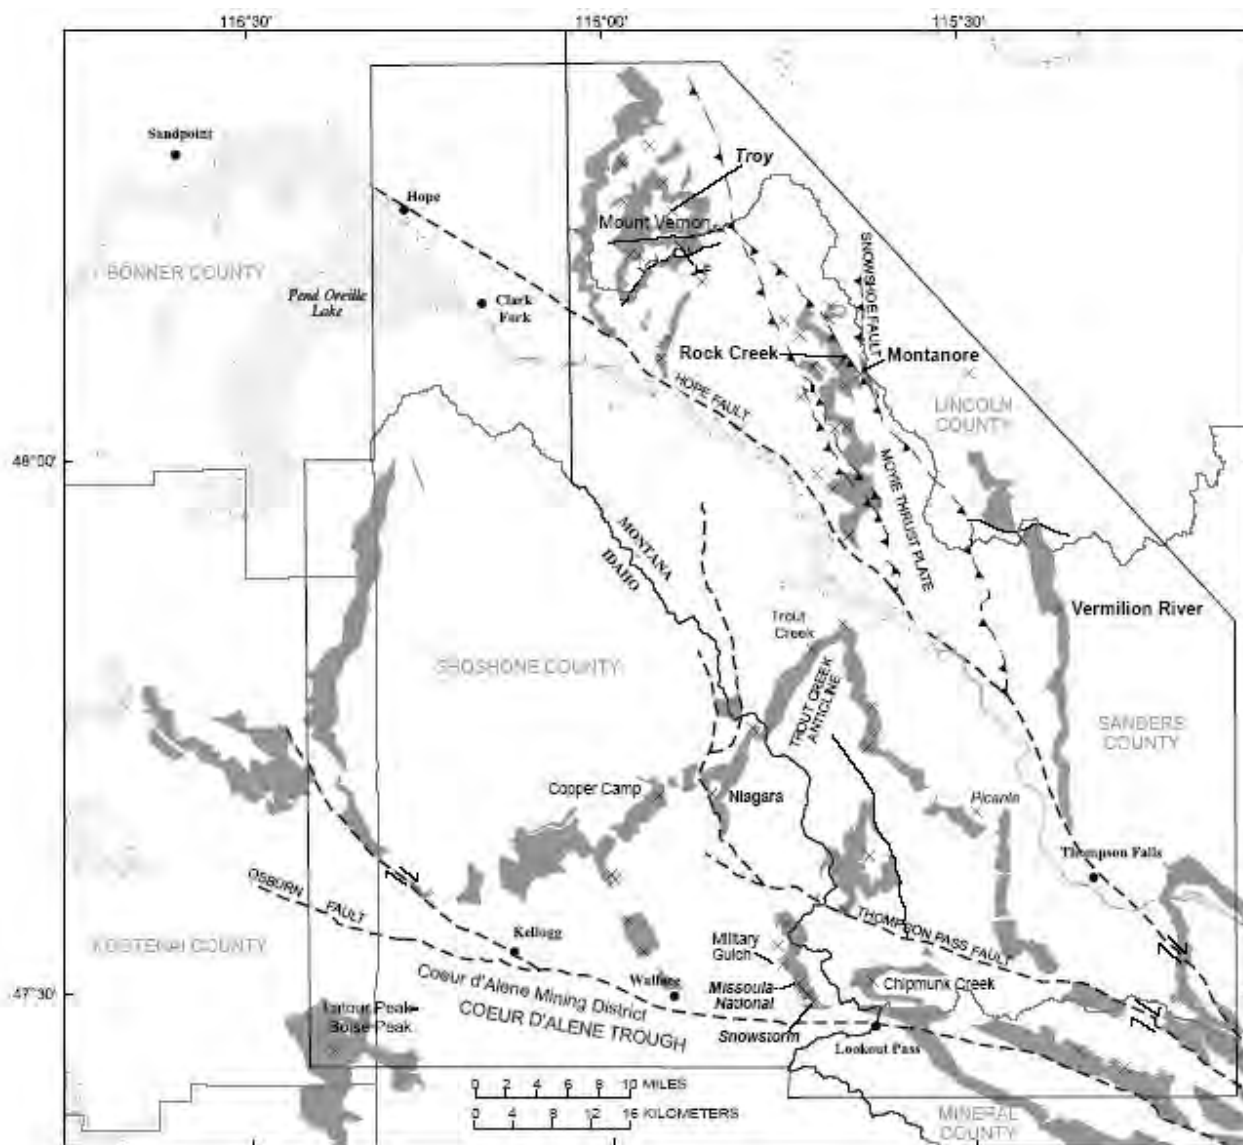 116°30'
116°00'
115°30'
Sandpoint
Troy
Hope
Mount Vernon
BONNER COUNTY
SNOWSHOE FAULT
Pend Oreille
Lake
Clark
Fork
Rock Creek
Montanore
HOPE FAULT
LINCOLN
COUNTY
48°00'
MOYIE THRUST PLATE
MONTANA
IDAHO
Vermilion River
Trout
Creek
SHOSHONE COUNTY
TROUT CREEK
ANTICLINE
SANDERS
COUNTY
Copper Camp
Niagara
Picanin
Thompson Falls
OSBURN
FAULT
THOMPSON PASS FAULT
KOOTENAI COUNTY
Kellogg
Military
Gulch
Coeur d'Alene Mining District
Wallace
Missoula-
National
Chipmunk Creek
47°30'
Latour Peak-
Boise Peak
COEUR D'ALENE TROUGH
Snowstorm
Lookout Pass
0 2 4 6 8 10 MILES
0 4 8 12 16 KILOMETERS
MINERAL
COUNTY